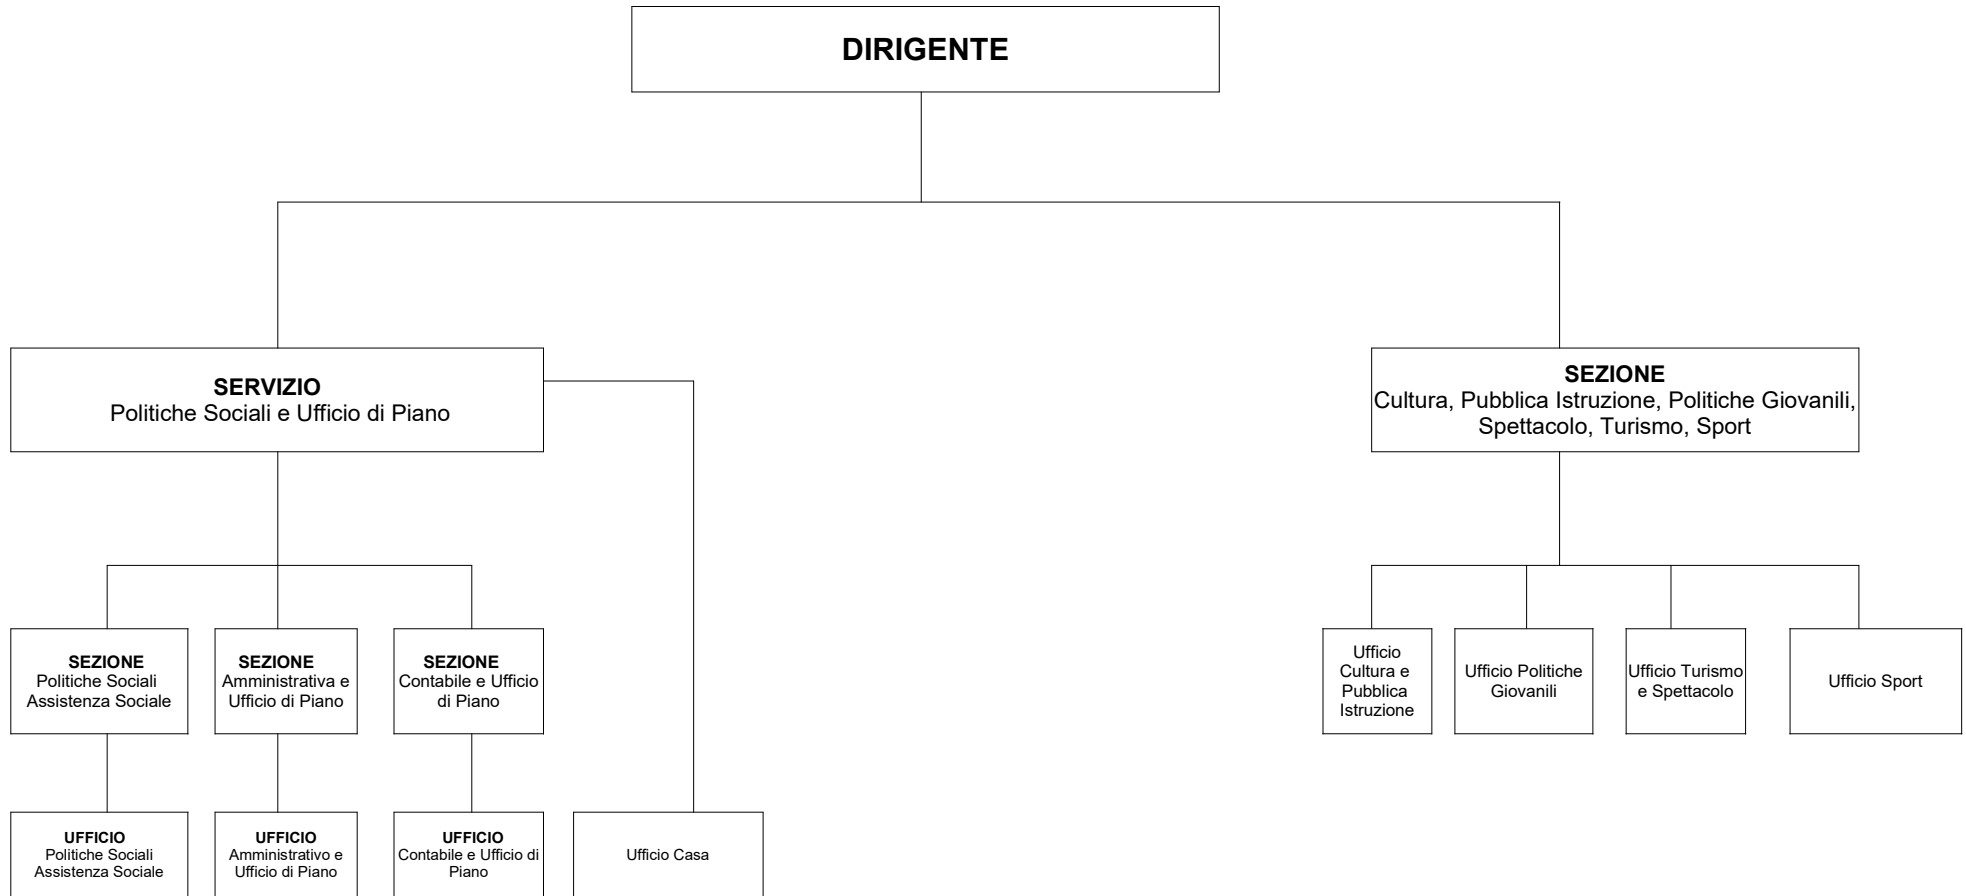 DIRIGENTE
SERVIZIO
Politiche Sociali e Ufficio di Piano
SEZIONE
Cultura, Pubblica Istruzione, Politiche Giovanili,
Spettacolo, Turismo, Sport
SEZIONE
Politiche Sociali
Assistenza Sociale
SEZIONE
Amministrativa e
Ufficio di Piano
SEZIONE
Contabile e Ufficio
di Piano
Ufficio
Cultura e
Pubblica
Istruzione
Ufficio Politiche
Giovanili
Ufficio Turismo
e Spettacolo
Ufficio Sport
UFFICIO
Politiche Sociali
Assistenza Sociale
UFFICIO
Amministrativo e
Ufficio di Piano
UFFICIO
Contabile e Ufficio di
Piano
Ufficio Casa